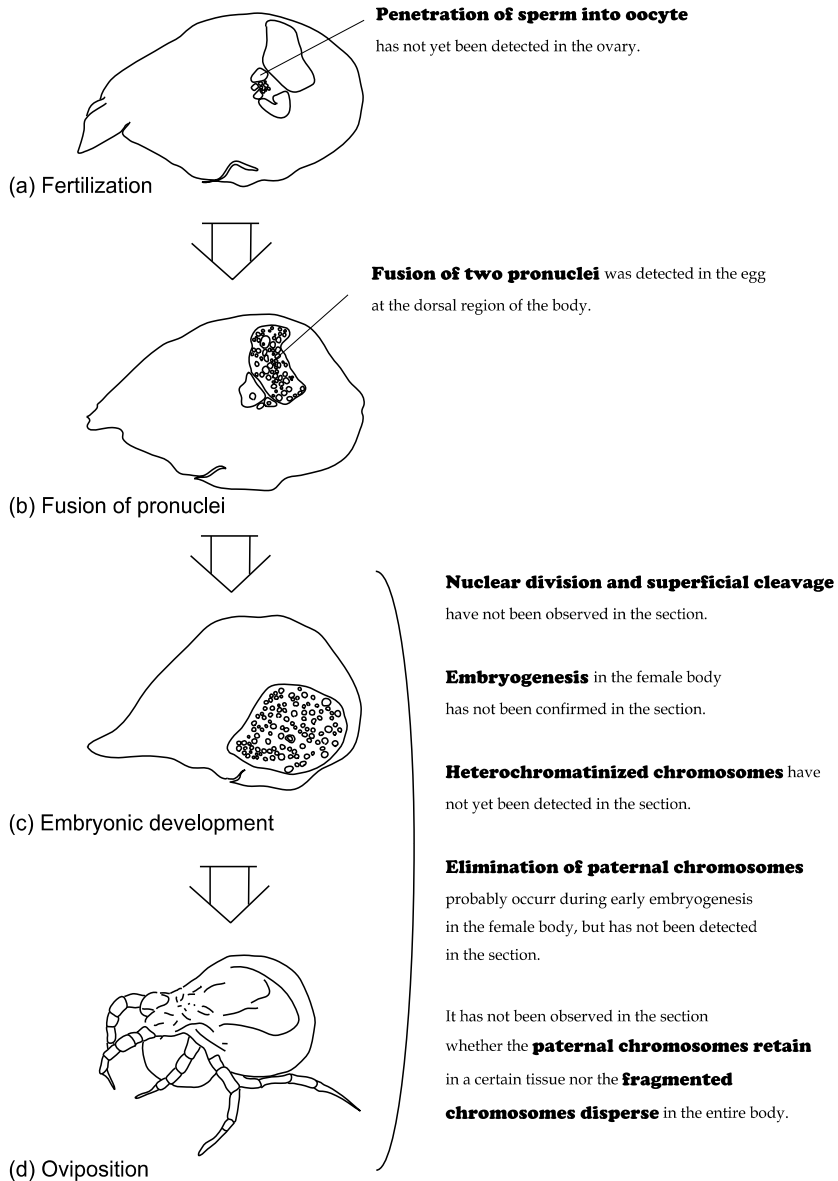 Penetration of sperm into oocyte
has not yet been detected in the ovary.
(a) Fertilization
Fusion of two pronuclei was detected in the egg
at the dorsal region of the body.
(b) Fusion of pronuclei
Nuclear division and superficial cleavage
have not been observed in the section.
Embryogenesis in the female body
has not been confirmed in the section.
Heterochromatinized chromosomes have
not yet been detected in the section.
(c) Embryonic development
Elimination of paternal chromosomes
probably occurr during early embryogenesis
in the female body, but has not been detected
in the section.
It has not been observed in the section
whether the paternal chromosomes retain
in a certain tissue nor the fragmented
chromosomes disperse in the entire body.
(d) Oviposition